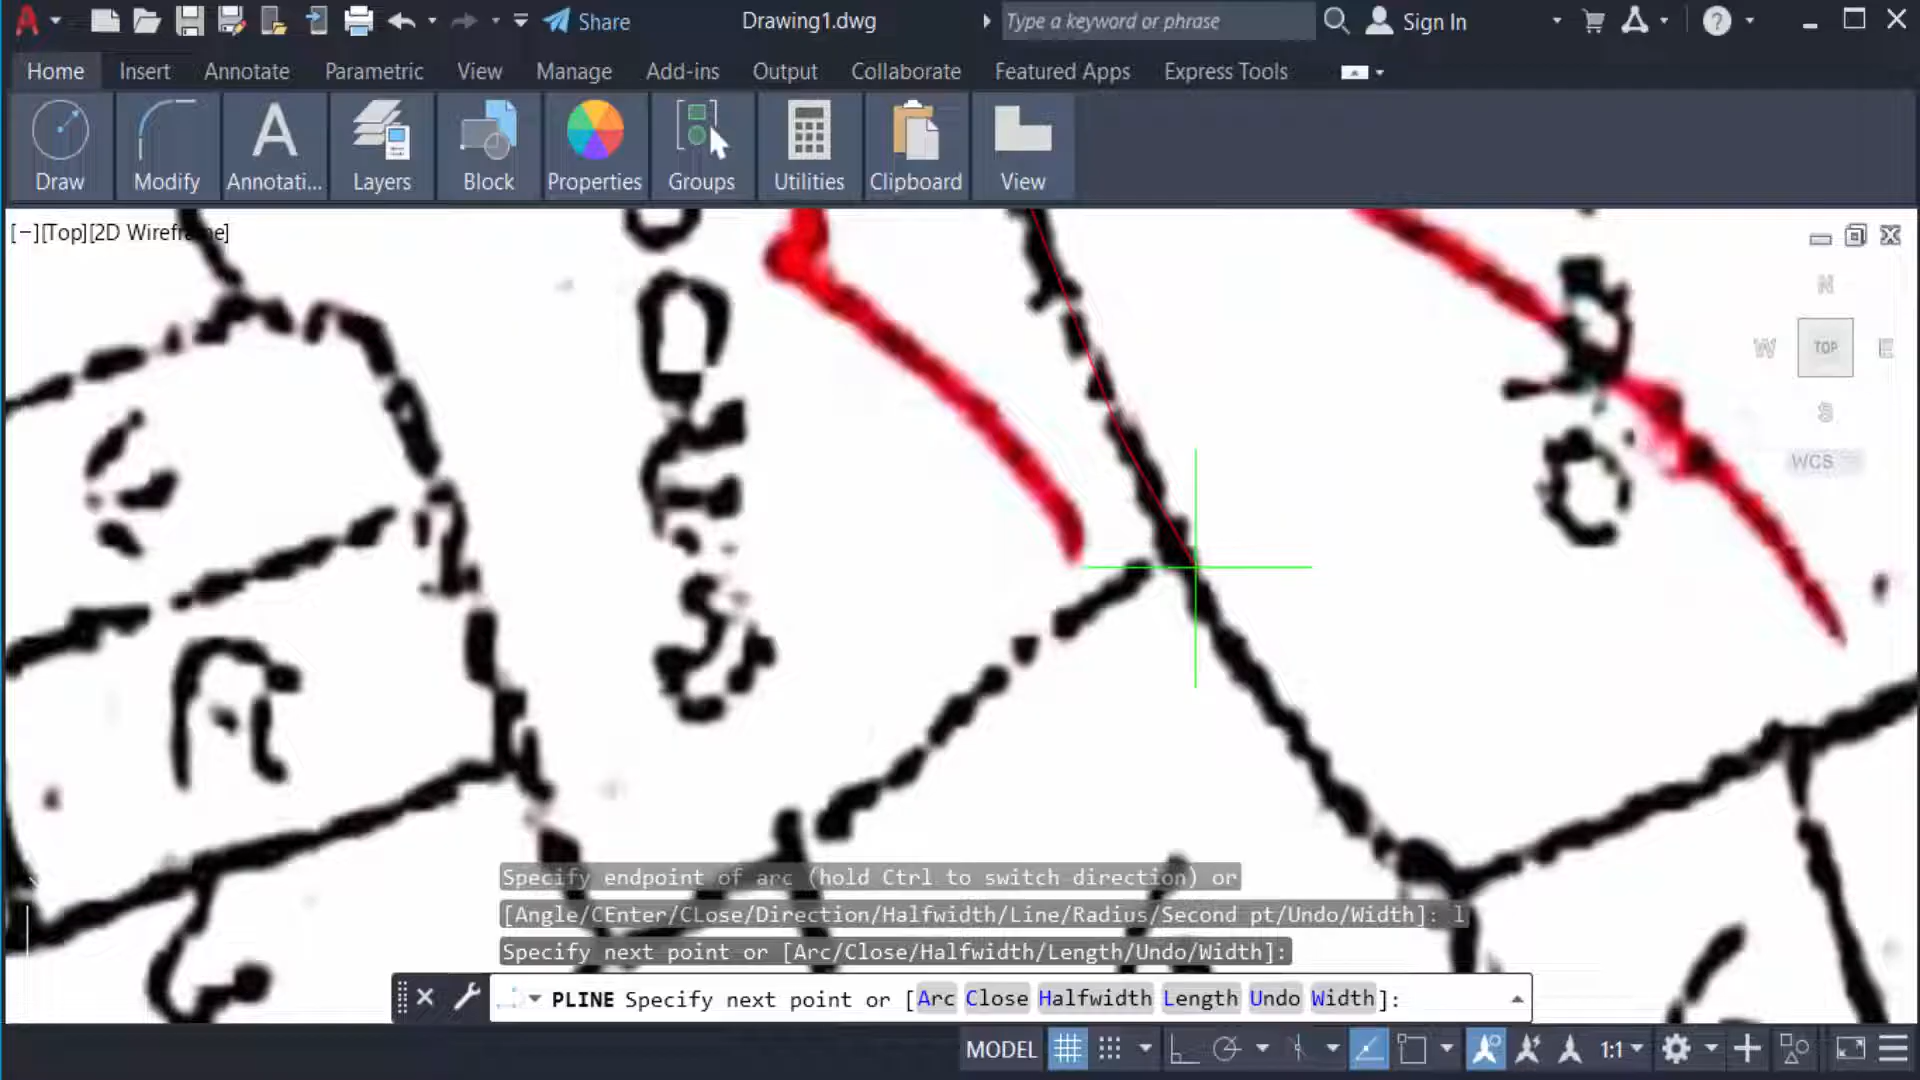 Share
Drawing1.dwg
Type a keyword or phrase
Sign In
Home Insert Annotate Parametric View Manage Add-ins Output Collaborate Featured Apps Express Tools
Draw Modify Annotati... Layers Block Properties Groups Utilities Clipboard View
[−][Top][2D Wireframe]
N
W TOP E
S
WCS
Specify endpoint of arc (hold Ctrl to switch direction) or
[Angle/CEnter/CLose/Direction/Halfwidth/Line/Radius/Second pt/Undo/Width]: l
Specify next point or [Arc/Close/Halfwidth/Length/Undo/Width]:
PLINE Specify next point or [Arc Close Halfwidth Length Undo Width]:
MODEL 1:1